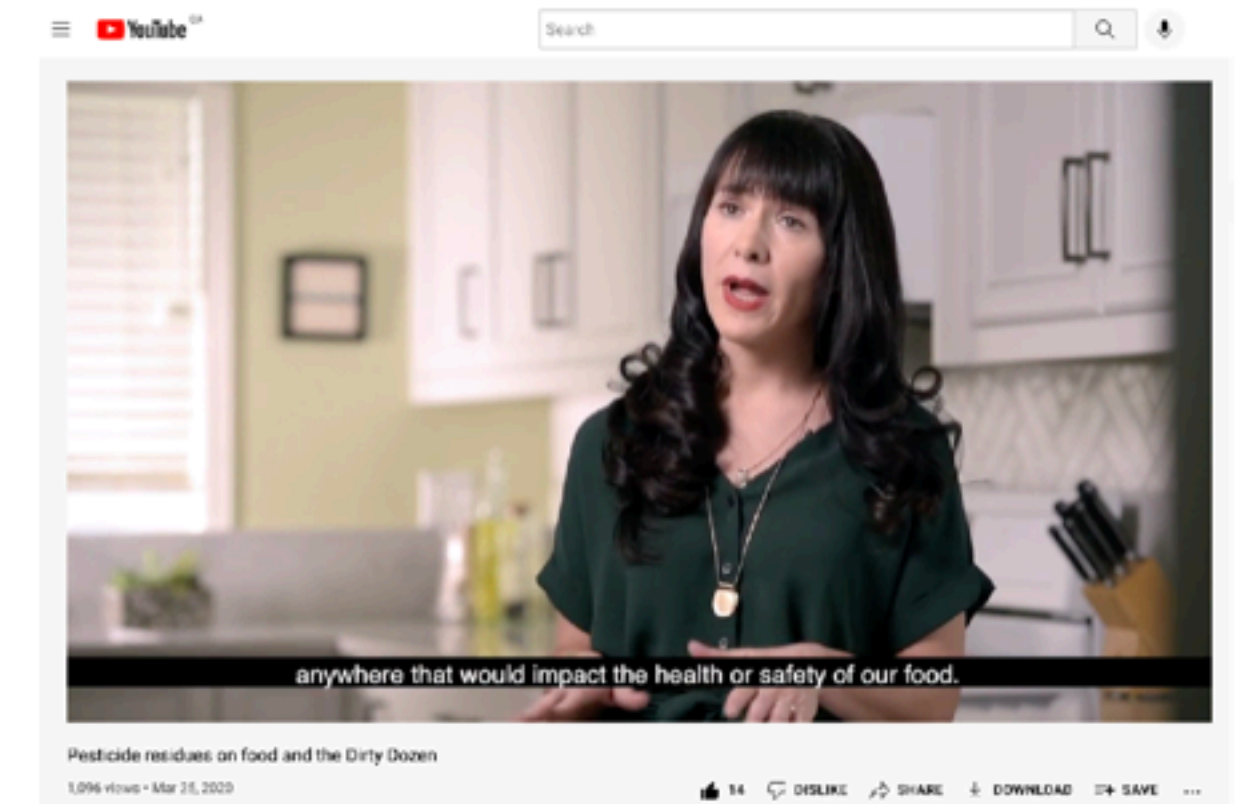 YouTube CA
Search
anywhere that would impact the health or safety of our food.
Pesticide residues on food and the Dirty Dozen
1,096 views • Mar 25, 2020
14 DISLIKE SHARE DOWNLOAD SAVE ...